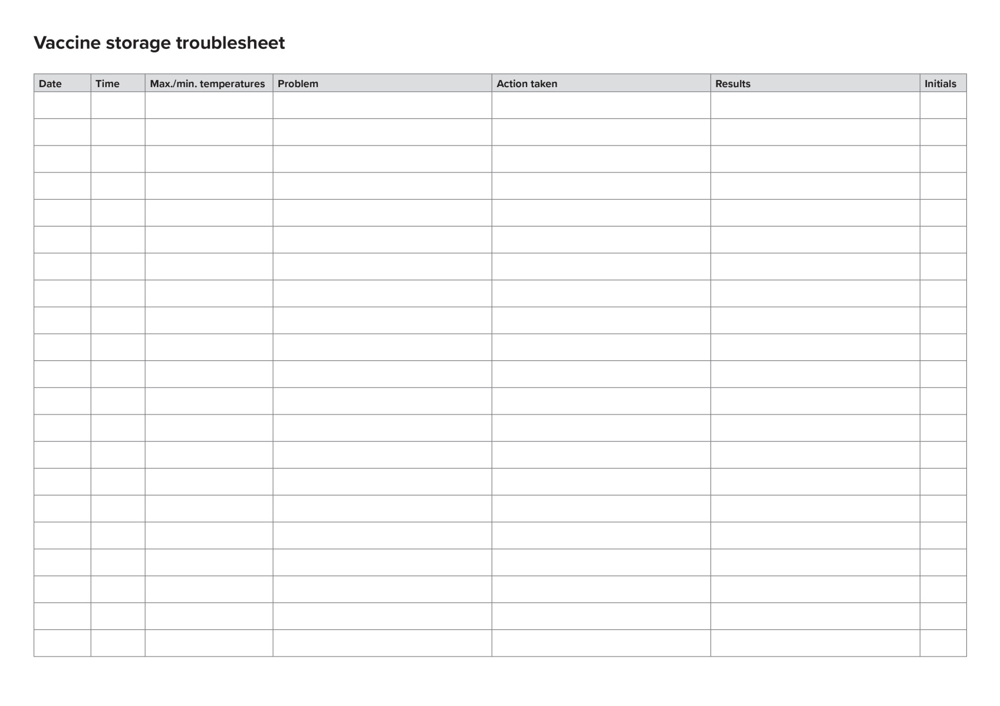 Vaccine storage troublesheet
Date Time Max./min. temperatures Problem Action taken Results Initials